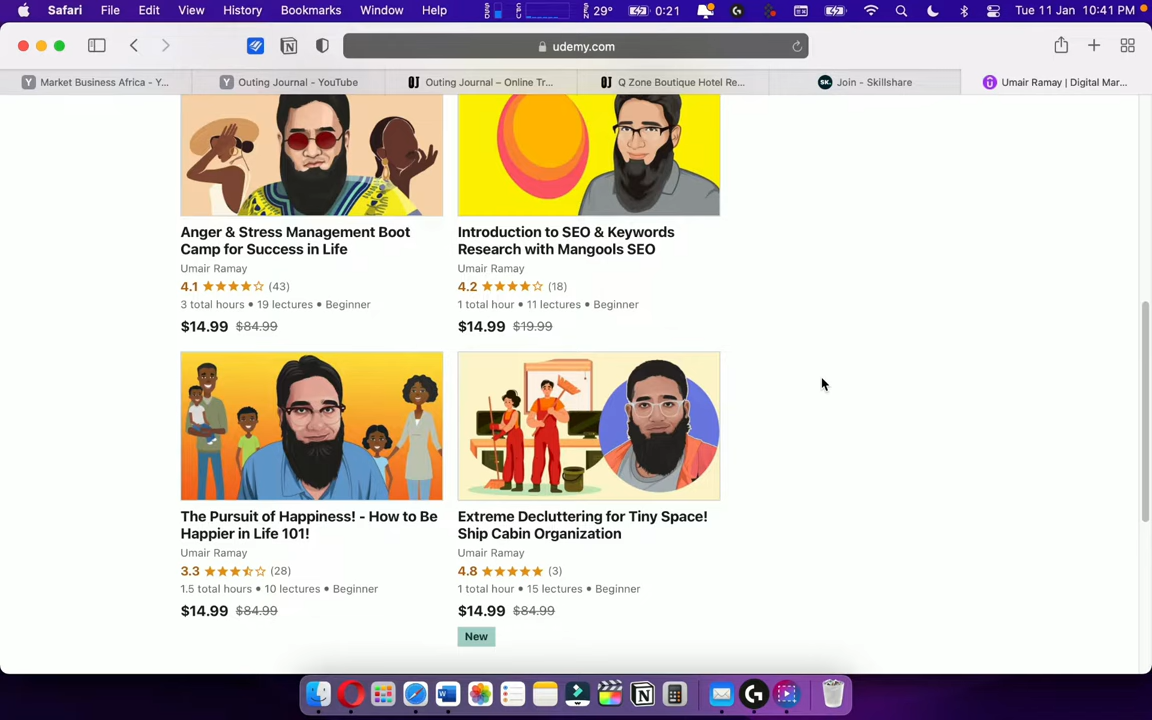 Safari File Edit View History Bookmarks Window Help 29° 0:21 Tue 11 Jan 10:41 PM
udemy.com
Market Business Africa - Y... Outing Journal - YouTube Outing Journal – Online Tr... Q Zone Boutique Hotel Re... Join - Skillshare Umair Ramay | Digital Mar...
Anger & Stress Management Boot
Camp for Success in Life
Umair Ramay
4.1 (43)
3 total hours • 19 lectures • Beginner
$14.99 $84.99
Introduction to SEO & Keywords
Research with Mangools SEO
Umair Ramay
4.2 (18)
1 total hour • 11 lectures • Beginner
$14.99 $19.99
The Pursuit of Happiness! - How to Be
Happier in Life 101!
Umair Ramay
3.3 (28)
1.5 total hours • 10 lectures • Beginner
$14.99 $84.99
Extreme Decluttering for Tiny Space!
Ship Cabin Organization
Umair Ramay
4.8 (3)
1 total hour • 15 lectures • Beginner
$14.99 $84.99
New